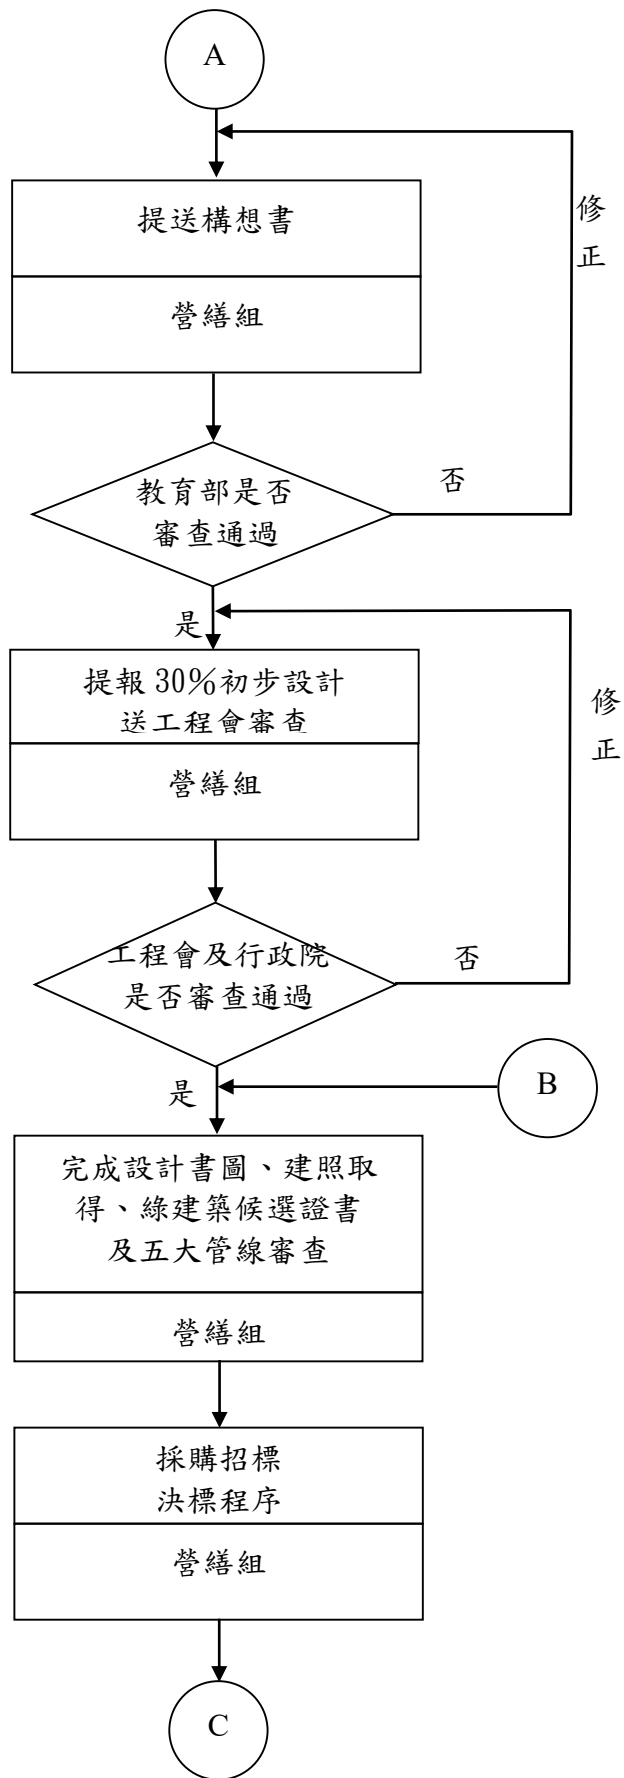 A
修
正
提送構想書
營繕組
教育部是否
審查通過
否
是
提報 30%初步設計
送工程會審查
修
正
營繕組
工程會及行政院
是否審查通過
否
是
B
完成設計書圖、建照取
得、綠建築候選證書
及五大管線審查
營繕組
採購招標
決標程序
營繕組
C